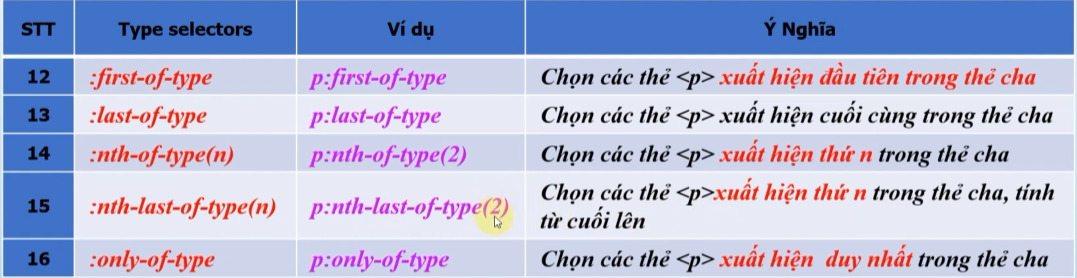 STT Type selectors Ví dụ Ý Nghĩa
12 :first-of-type p:first-of-type Chọn các thẻ <p> xuất hiện đầu tiên trong thẻ cha
13 :last-of-type p:last-of-type Chọn các thẻ <p> xuất hiện cuối cùng trong thẻ cha
14 :nth-of-type(n) p:nth-of-type(2) Chọn các thẻ <p> xuất hiện thứ n trong thẻ cha
15 :nth-last-of-type(n) p:nth-last-of-type(2) Chọn các thẻ <p>xuất hiện thứ n trong thẻ cha, tính
từ cuối lên
16 :only-of-type p:only-of-type Chọn các thẻ <p> xuất hiện duy nhất trong thẻ cha